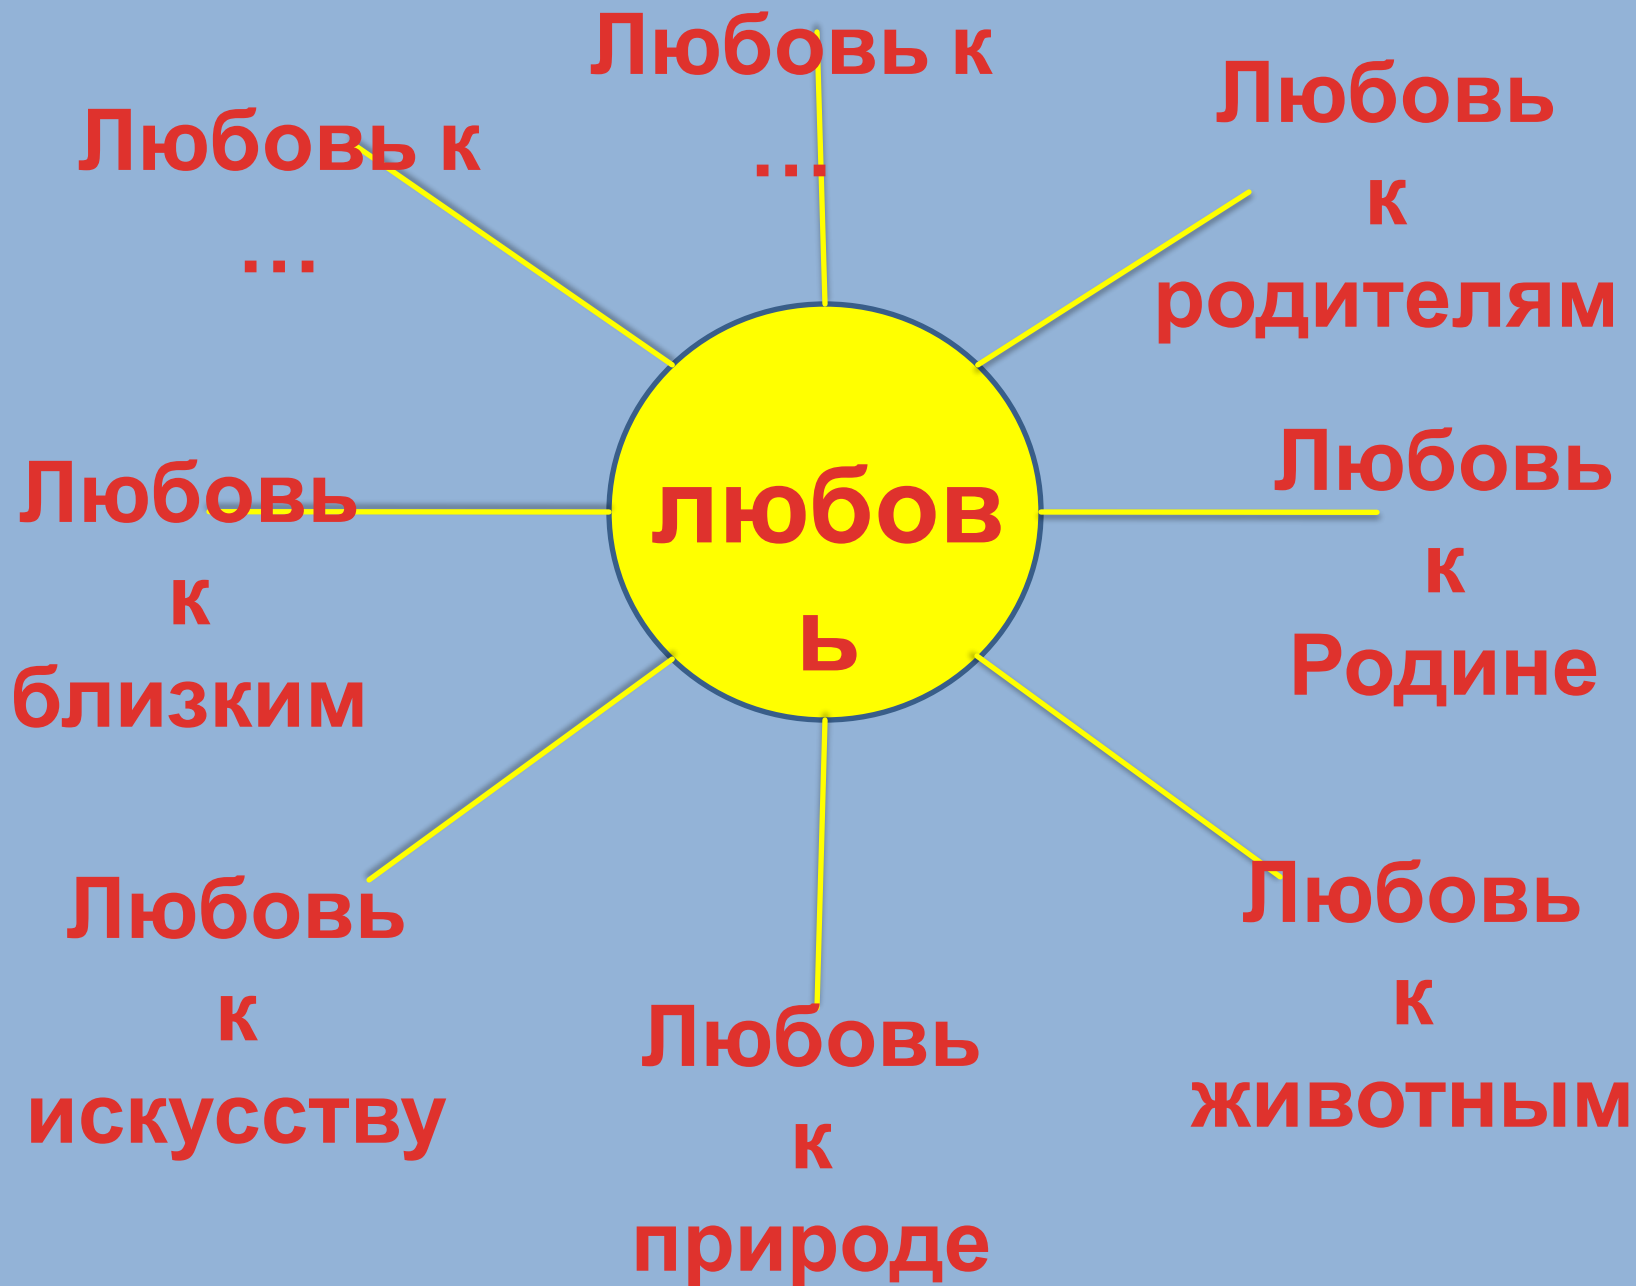 Любовь к
…
Любовь к
…
Любовь
к
родителям
Любовь
к
близким
любов
ь
Любовь
к
Родине
Любовь
к
искусству
Любовь
к
природе
Любовь
к
животным